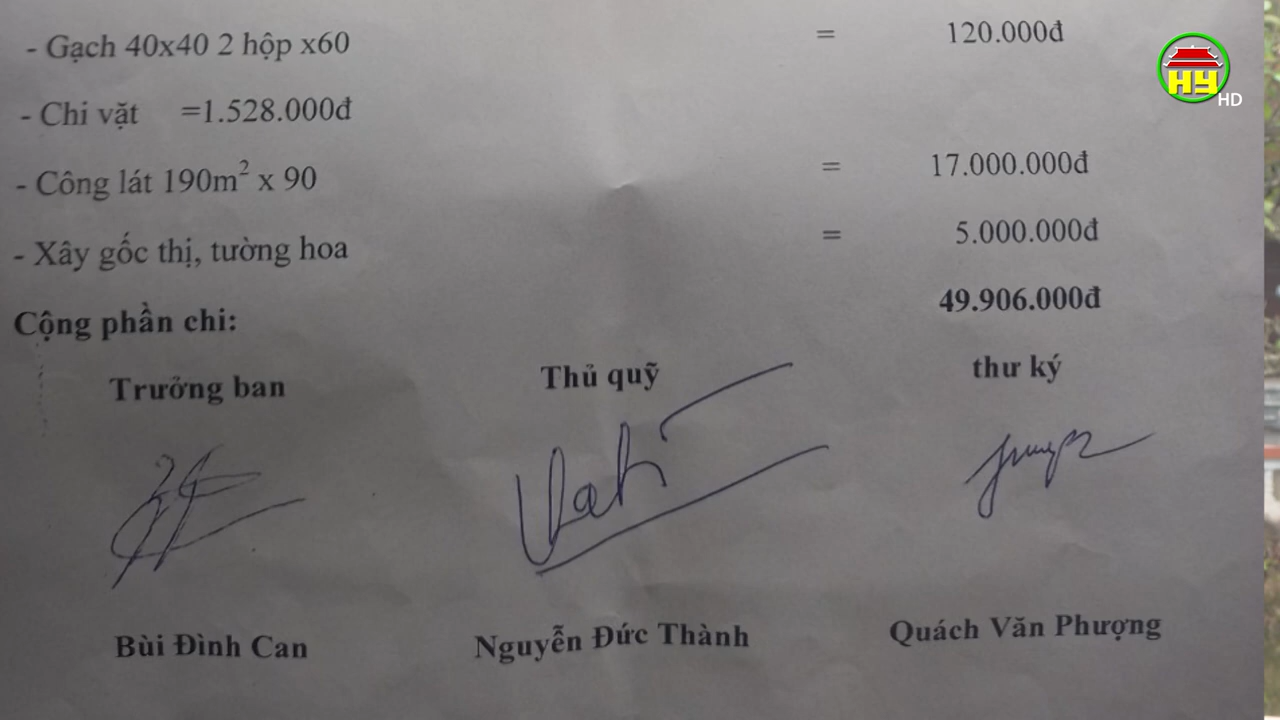 - Gạch 40x40 2 hộp x60 = 120.000đ
HY HD
- Chi vặt =1.528.000đ
- Công lát 190m² x 90 = 17.000.000đ
- Xây gốc thị, tường hoa = 5.000.000đ
Cộng phần chi: 49.906.000đ
Trưởng ban Thủ quỹ thư ký
Bùi Đình Can Nguyễn Đức Thành Quách Văn Phượng